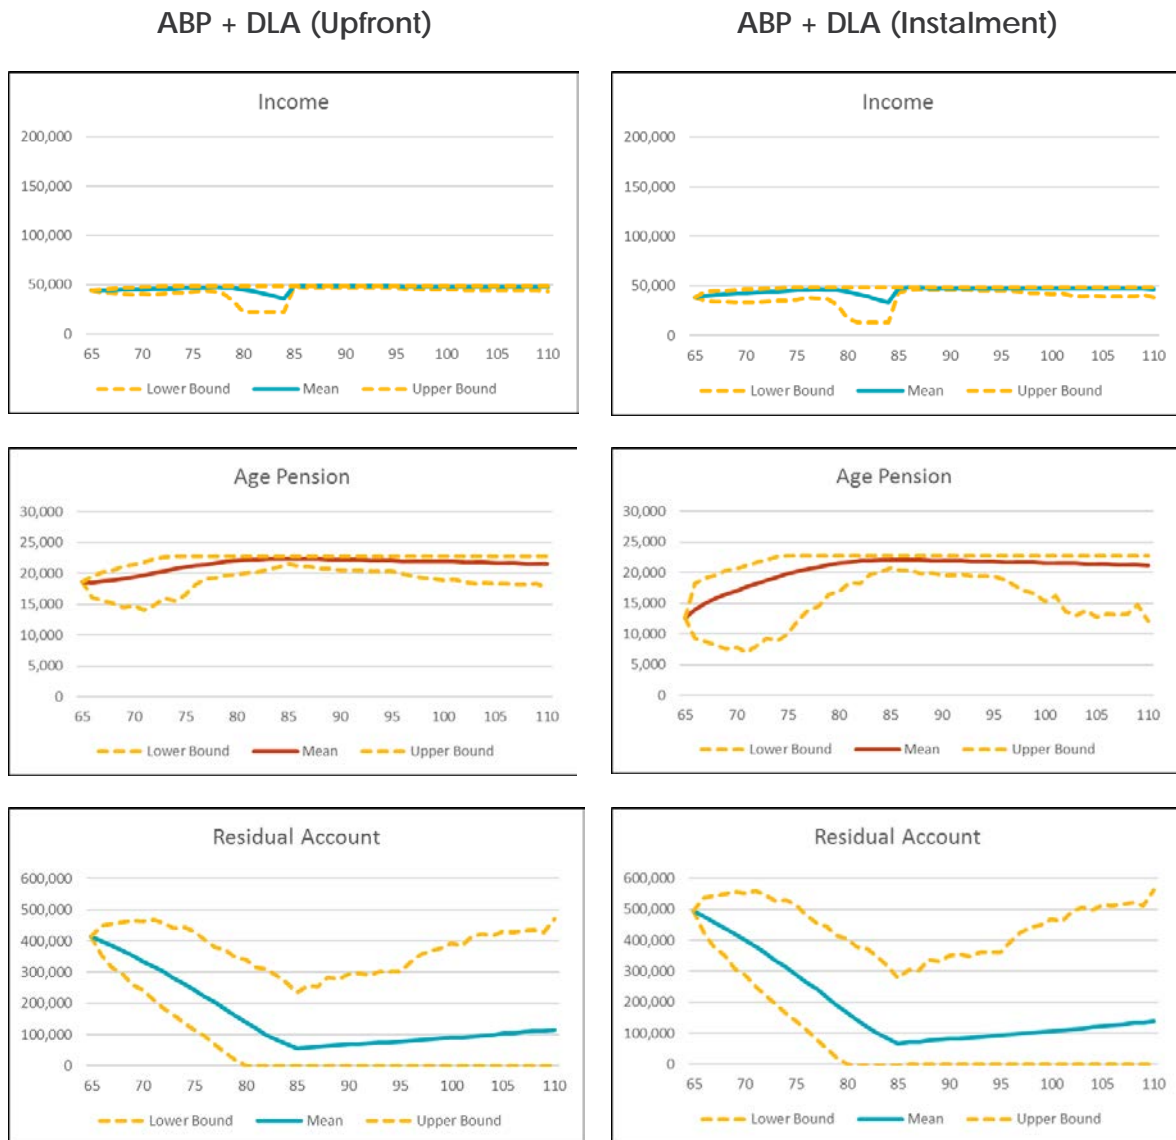 ABP + DLA (Upfront)
ABP + DLA (Instalment)
Income
200,000
150,000
100,000
50,000
0
65 70 75 80 85 90 95 100 105 110
Lower Bound Mean Upper Bound
Income
200,000
150,000
100,000
50,000
0
65 70 75 80 85 90 95 100 105 110
Lower Bound Mean Upper Bound
Age Pension
30,000
25,000
20,000
15,000
10,000
5,000
0
65 70 75 80 85 90 95 100 105 110
Lower Bound Mean Upper Bound
Age Pension
30,000
25,000
20,000
15,000
10,000
5,000
0
65 70 75 80 85 90 95 100 105 110
Lower Bound Mean Upper Bound
Residual Account
600,000
500,000
400,000
300,000
200,000
100,000
0
65 70 75 80 85 90 95 100 105 110
Lower Bound Mean Upper Bound
Residual Account
600,000
500,000
400,000
300,000
200,000
100,000
0
65 70 75 80 85 90 95 100 105 110
Lower Bound Mean Upper Bound